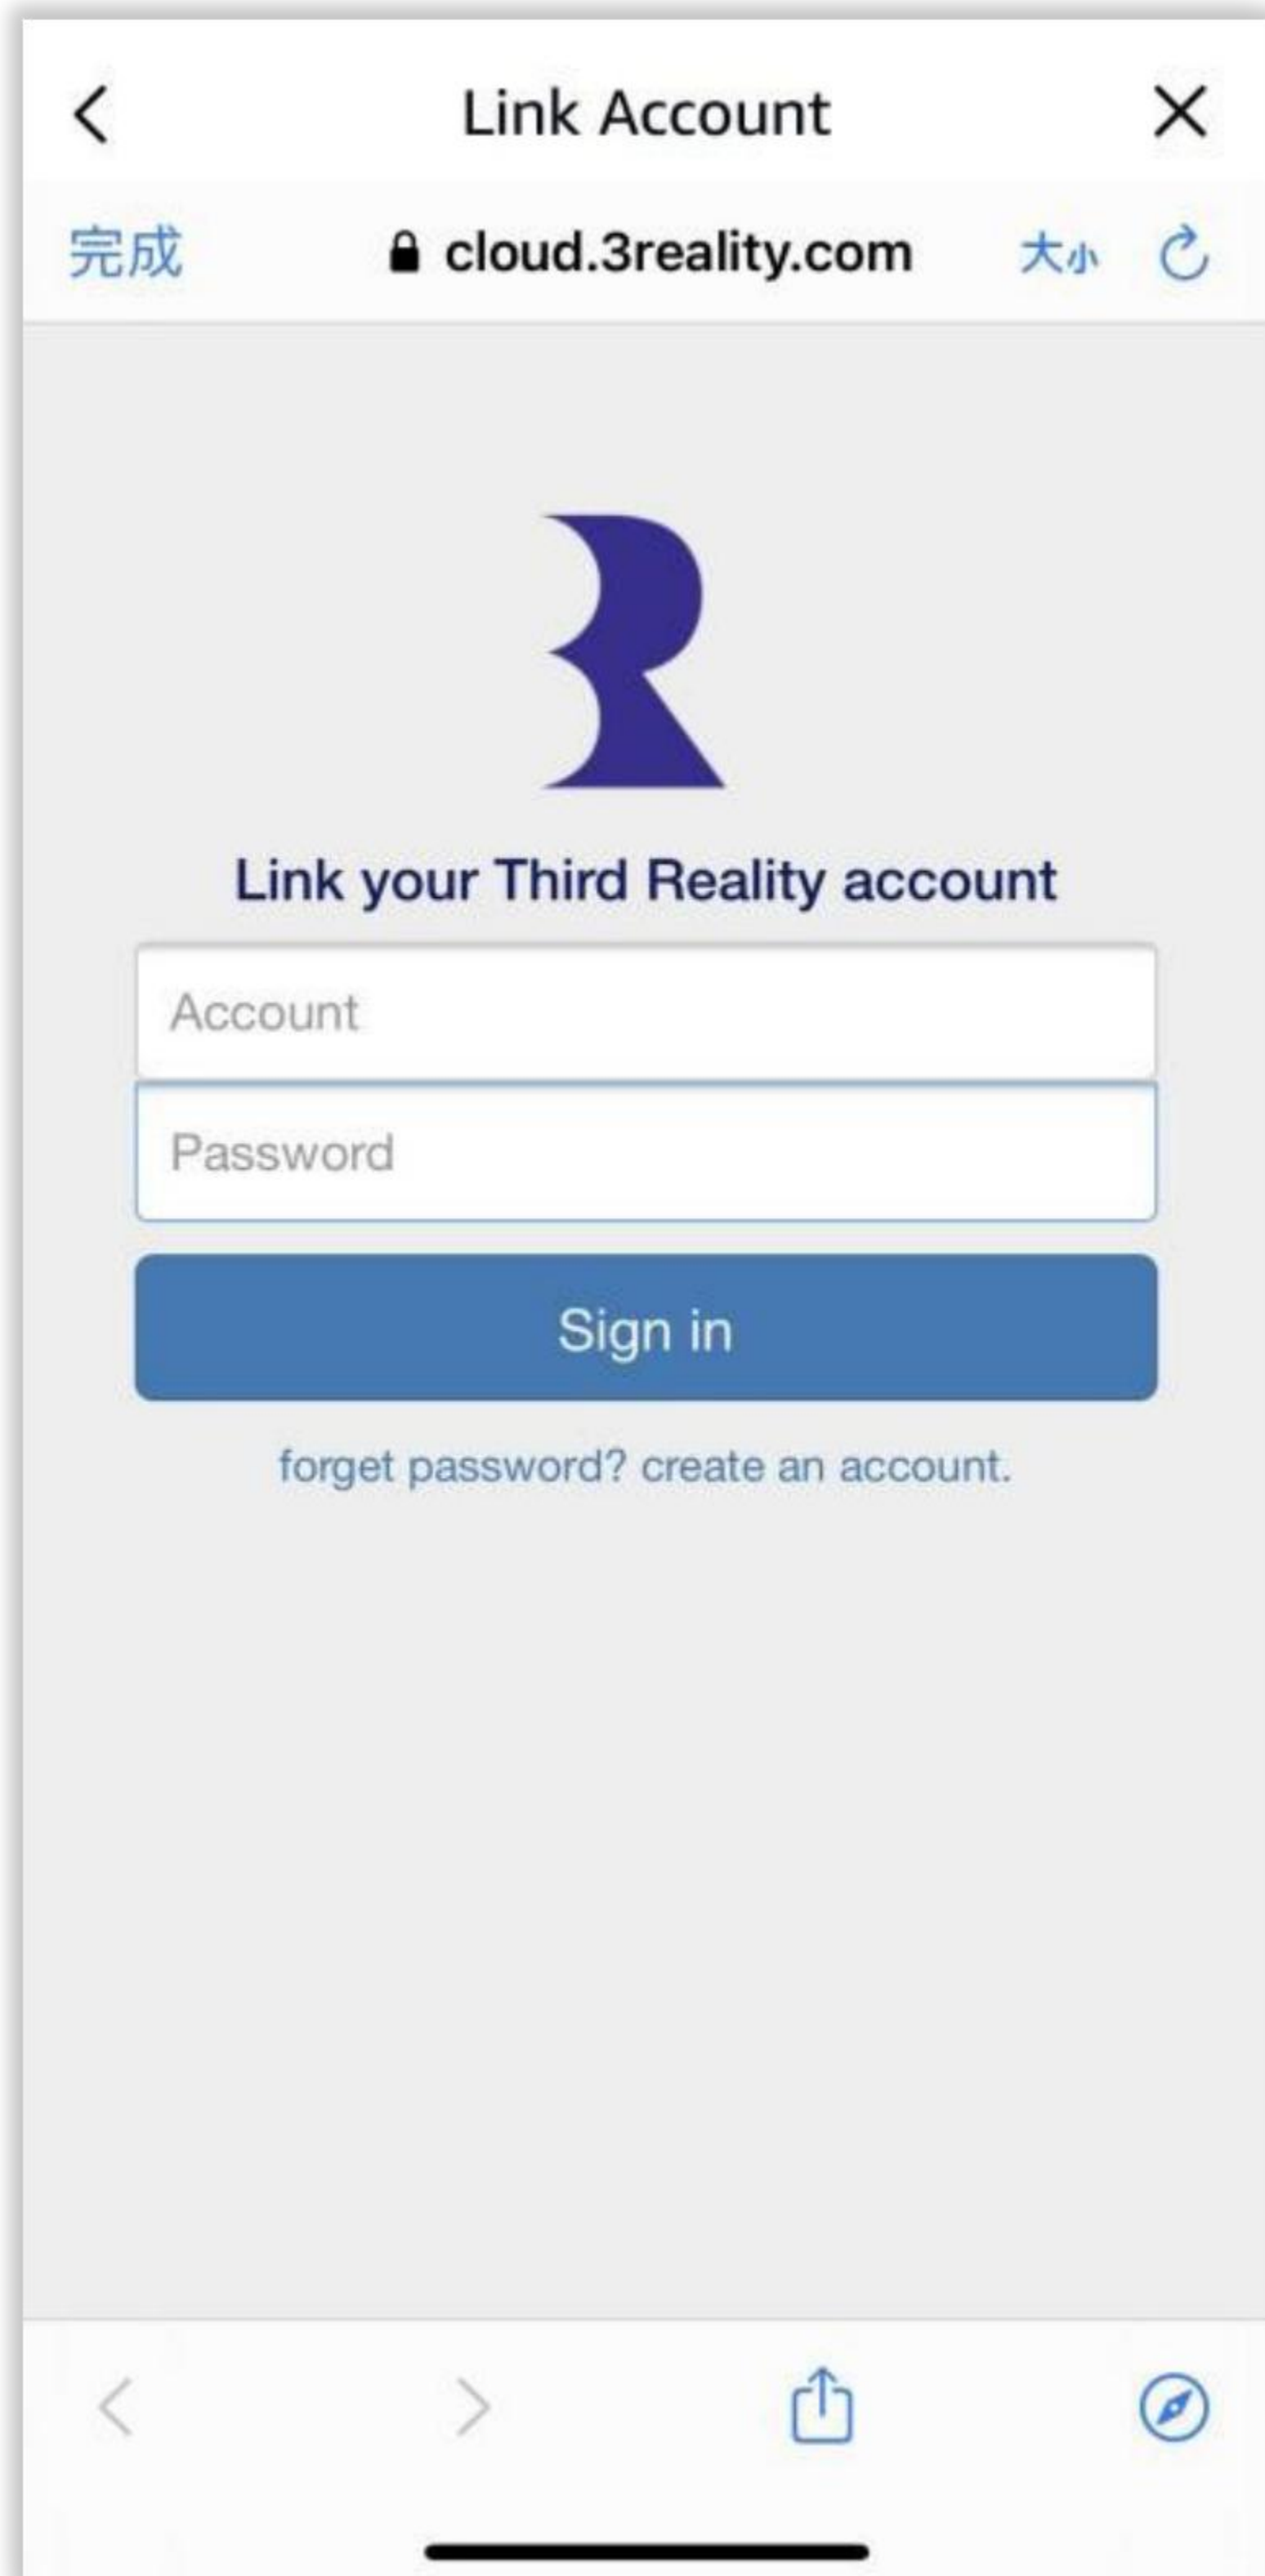 Link Account
完成 cloud.3reality.com 大小
Link your Third Reality account
Account
Password
Sign in
forget password? create an account.